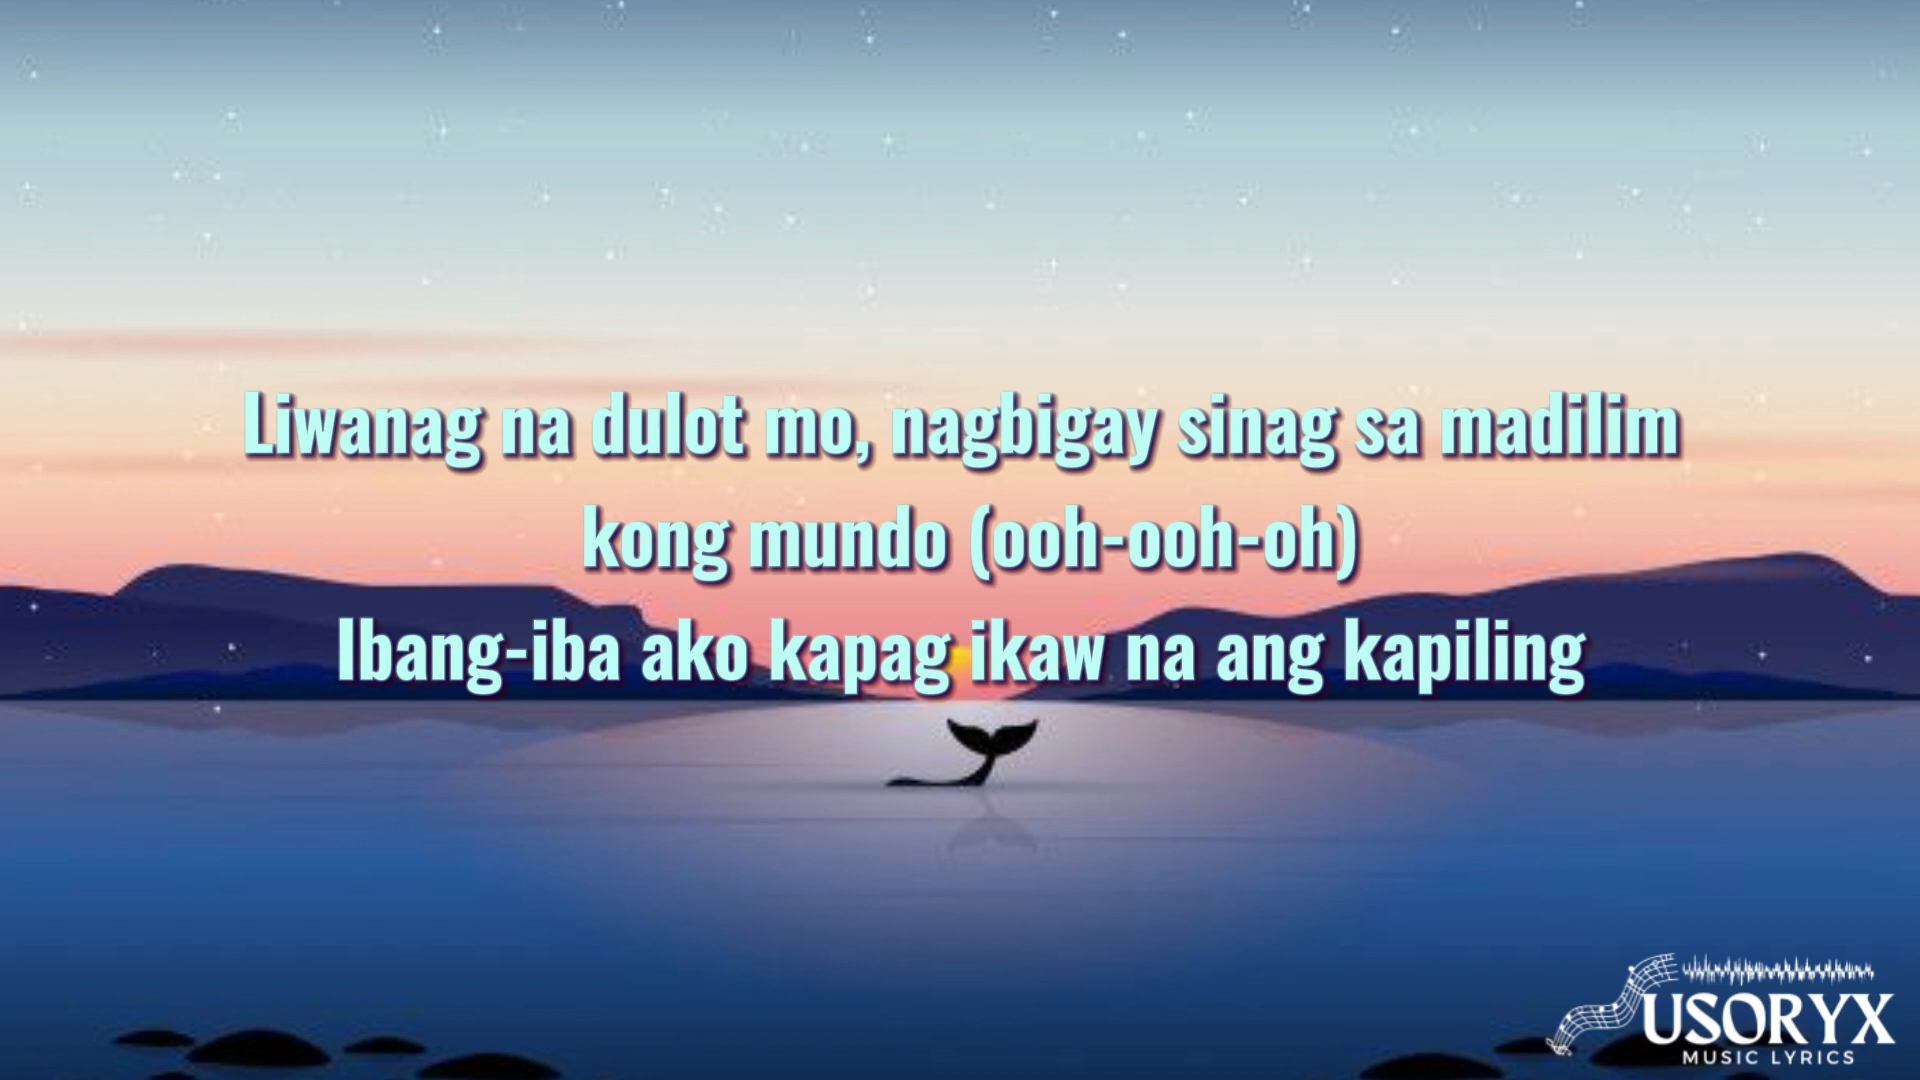 Liwanag na dulot mo, nagbigay sinag sa madilim
kong mundo (ooh-ooh-oh)
Ibang-iba ako kapag ikaw na ang kapiling
USORYX
MUSIC LYRICS